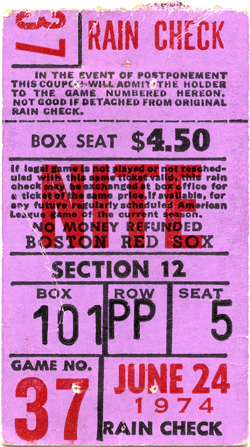 37 RAIN CHECK
IN THE EVENT OF POSTPONEMENT
THIS COUPON WILL ADMIT THE HOLDER
TO THE GAME NUMBERED HEREON.
NOT GOOD IF DETACHED FROM ORIGINAL
RAIN CHECK.
BOX SEAT $4.50
If legal game is not played or not resched-
uled with this same ticket valid, this rain
check may be exchanged at box office for
a ticket of the same price, if available, for
any future regularly scheduled American
League game of the current season.
NO MONEY REFUNDED
BOSTON RED SOX
SECTION 12
BOX ROW SEAT
101 PP 5
GAME NO.
37
JUNE 24
1974
RAIN CHECK